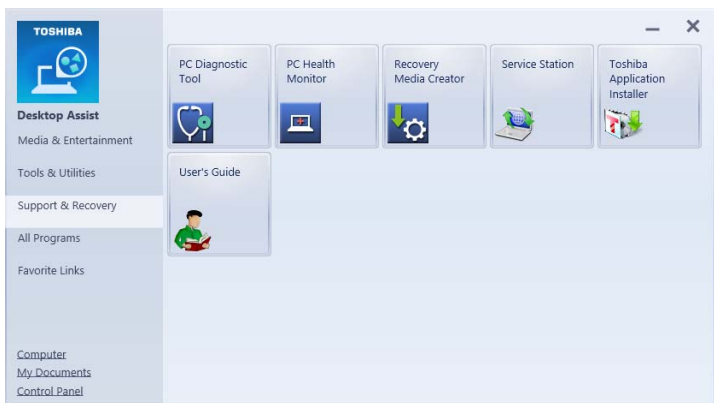 TOSHIBA
Desktop Assist
Media & Entertainment
Tools & Utilities
Support & Recovery
All Programs
Favorite Links
Computer
My Documents
Control Panel
PC Diagnostic
Tool
PC Health
Monitor
Recovery
Media Creator
Service Station
Toshiba
Application
Installer
User's Guide